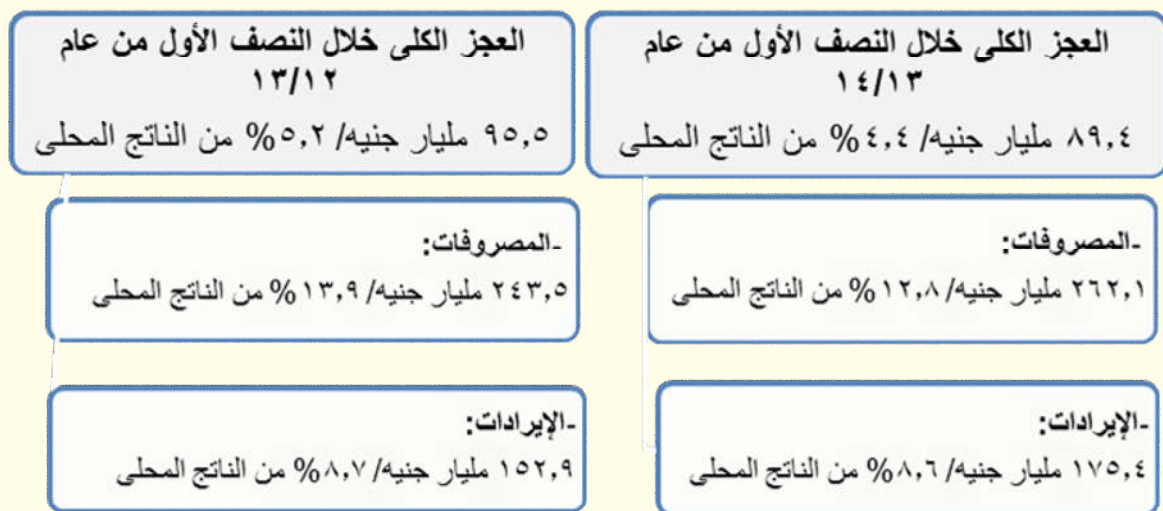 العجز الكلى خلال النصف الأول من عام
١٤/١٣
٨٩,٤ مليار جنيه/ ٤,٤% من الناتج المحلى
-المصروفات:
٢٦٢,١ مليار جنيه/ ١٢,٨% من الناتج المحلى
-الإيرادات:
١٧٥,٤ مليار جنيه/ ٨,٦% من الناتج المحلى
العجز الكلى خلال النصف الأول من عام
١٣/١٢
٩٥,٥ مليار جنيه/ ٥,٢% من الناتج المحلى
-المصروفات:
٢٤٣,٥ مليار جنيه/ ١٣,٩% من الناتج المحلى
-الإيرادات:
١٥٢,٩ مليار جنيه/ ٨,٧% من الناتج المحلى